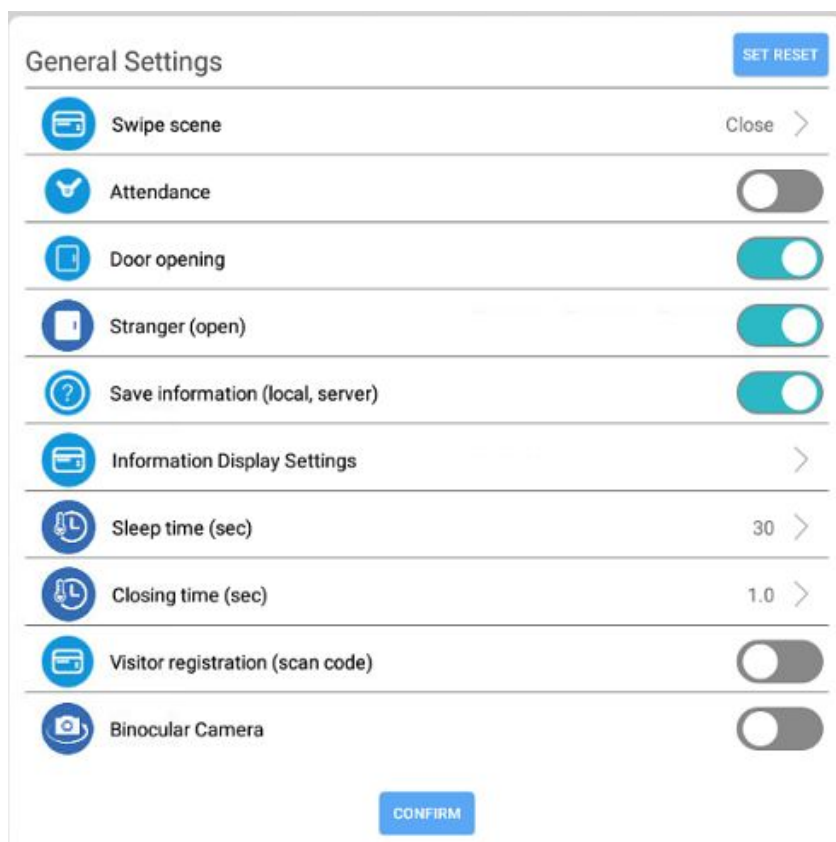 General Settings
SET RESET
Swipe scene
Close
Attendance
Door opening
Stranger (open)
Save information (local, server)
Information Display Settings
Sleep time (sec)
30
Closing time (sec)
1.0
Visitor registration (scan code)
Binocular Camera
CONFIRM